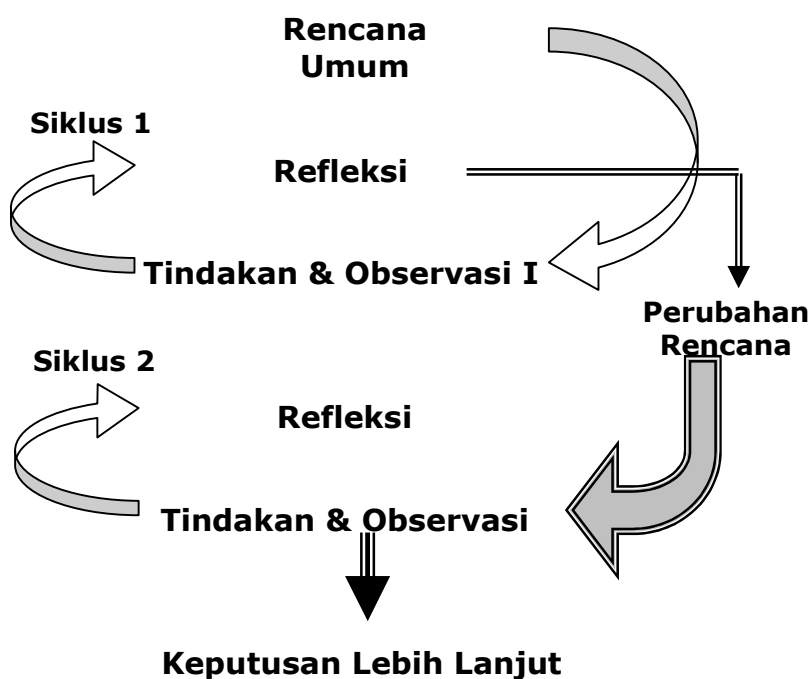 Rencana
Umum
Siklus 1
Refleksi
Tindakan & Observasi I
Perubahan
Rencana
Siklus 2
Refleksi
Tindakan & Observasi
Keputusan Lebih Lanjut